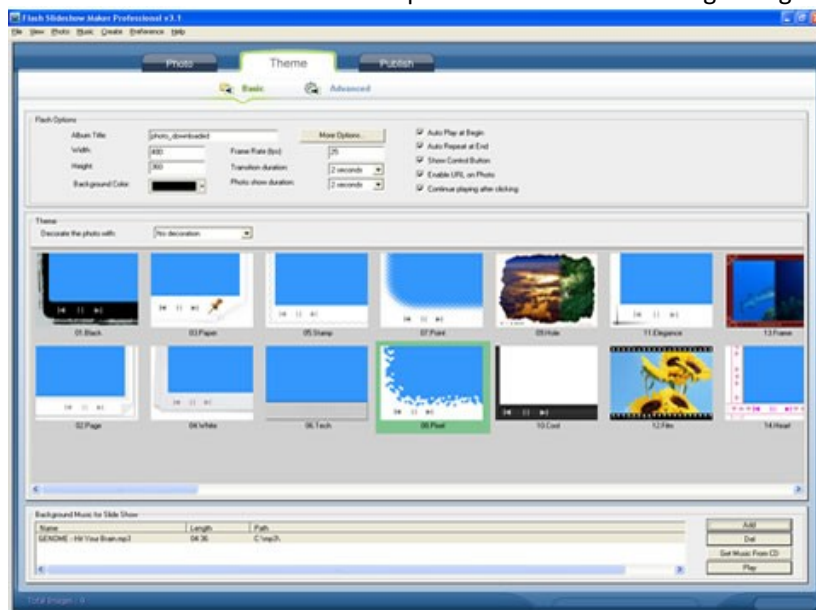 Flash Slideshow Maker Professional v3.1
File View Photo Music Create Preference Help
Photo Theme Publish
Basic Advanced
Flash Options
Album Title: photo_downloaded More Options...
Width: 400 Frame Rate (fps): 25
Height: 360 Transition duration: 2 seconds
Background Color: Photo show duration: 2 seconds
Auto Play at Begin
Auto Repeat at End
Show Control Button
Enable URL on Photo
Continue playing after clicking
Theme
Decorate the photo with: No decoration
01.Black 03.Paper 05.Stamp 07.Paint 09.Hole 11.Elegance 13.Frame
02.Page 04.White 06.Tech 08.Pixel 10.Cool 12.Film 14.Heart
Background Music to Slide Show
Name Length Path
GENOME - Hit Your Brain.mp3 04:36 C:\mp3\
Add
Del
Get Music From CD
Play